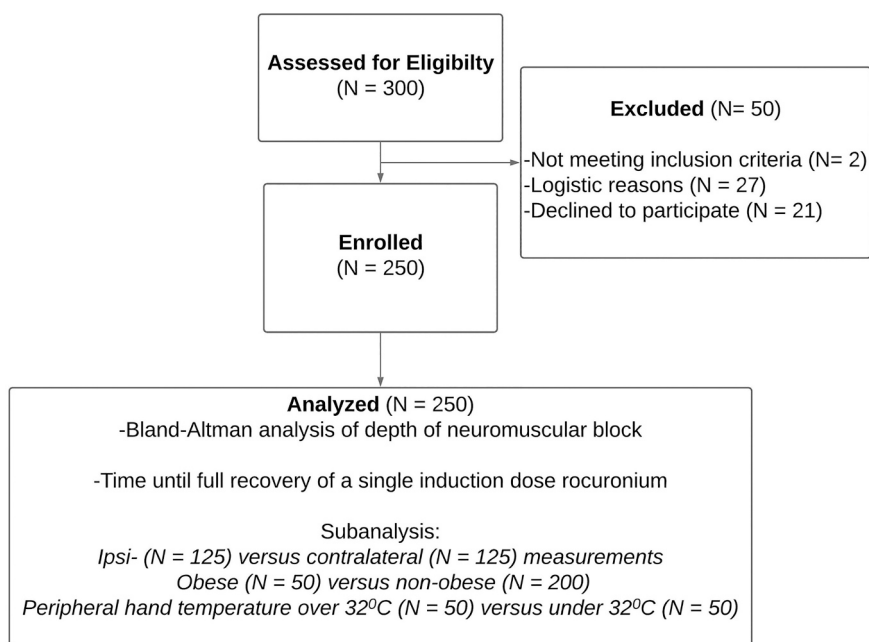 Assessed for Eligibilty
(N = 300)
Excluded (N= 50)
-Not meeting inclusion criteria (N= 2)
-Logistic reasons (N = 27)
-Declined to participate (N = 21)
Enrolled
(N = 250)
Analyzed (N = 250)
-Bland-Altman analysis of depth of neuromuscular block
-Time until full recovery of a single induction dose rocuronium
Subanalysis:
Ipsi- (N = 125) versus contralateral (N = 125) measurements
Obese (N = 50) versus non-obese (N = 200)
Peripheral hand temperature over 32⁰C (N = 50) versus under 32⁰C (N = 50)